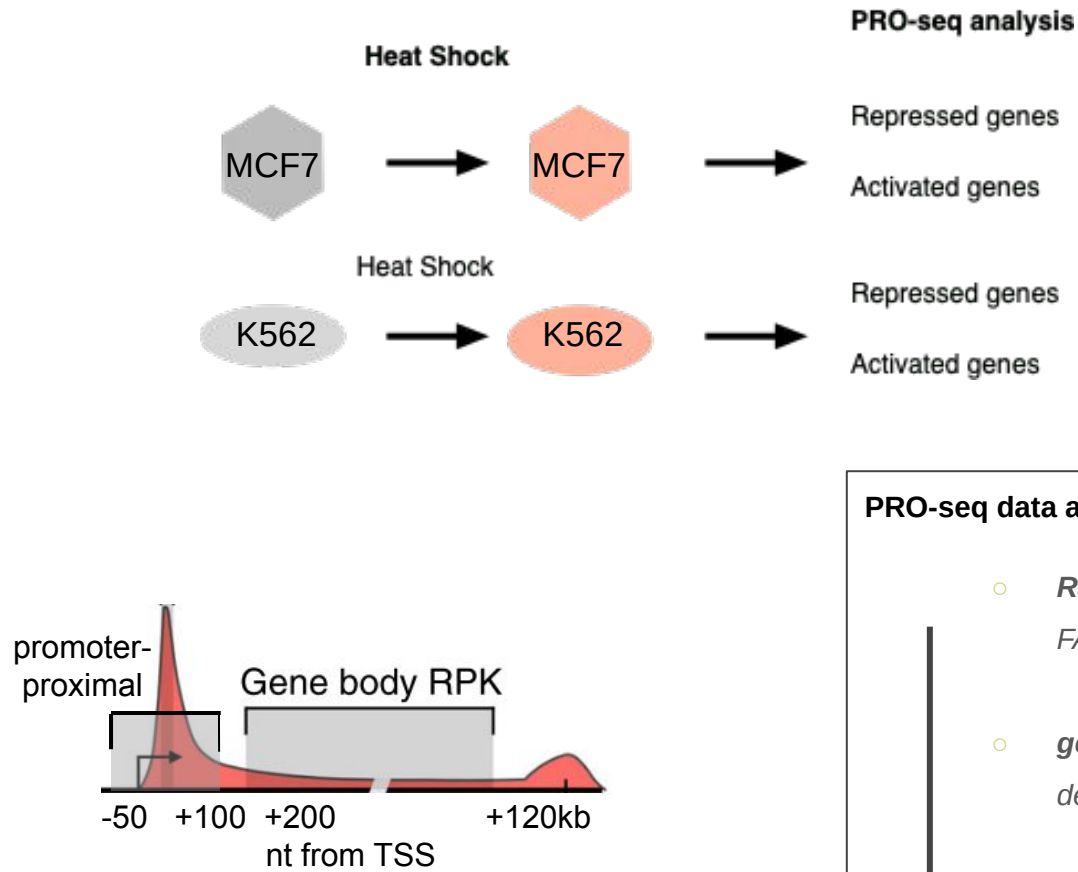 PRO-seq analysis
Heat Shock
MCF7
MCF7
Repressed genes
Activated genes
Heat Shock
K562
K562
Repressed genes
Activated genes
promoter-
proximal
Gene body RPK
-50 +100 +200 +120kb
nt from TSS
PRO-seq data a